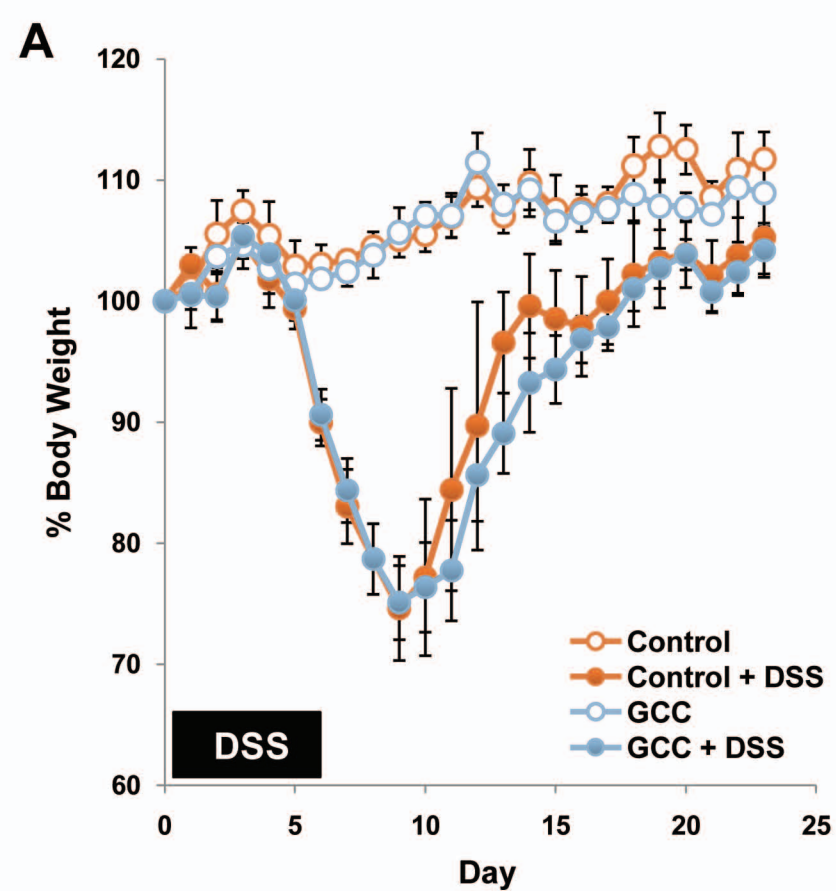 A
120
110
100
90
80
70
60
% Body Weight
Control
Control + DSS
GCC
GCC + DSS
DSS
0 5 10 15 20 25
Day